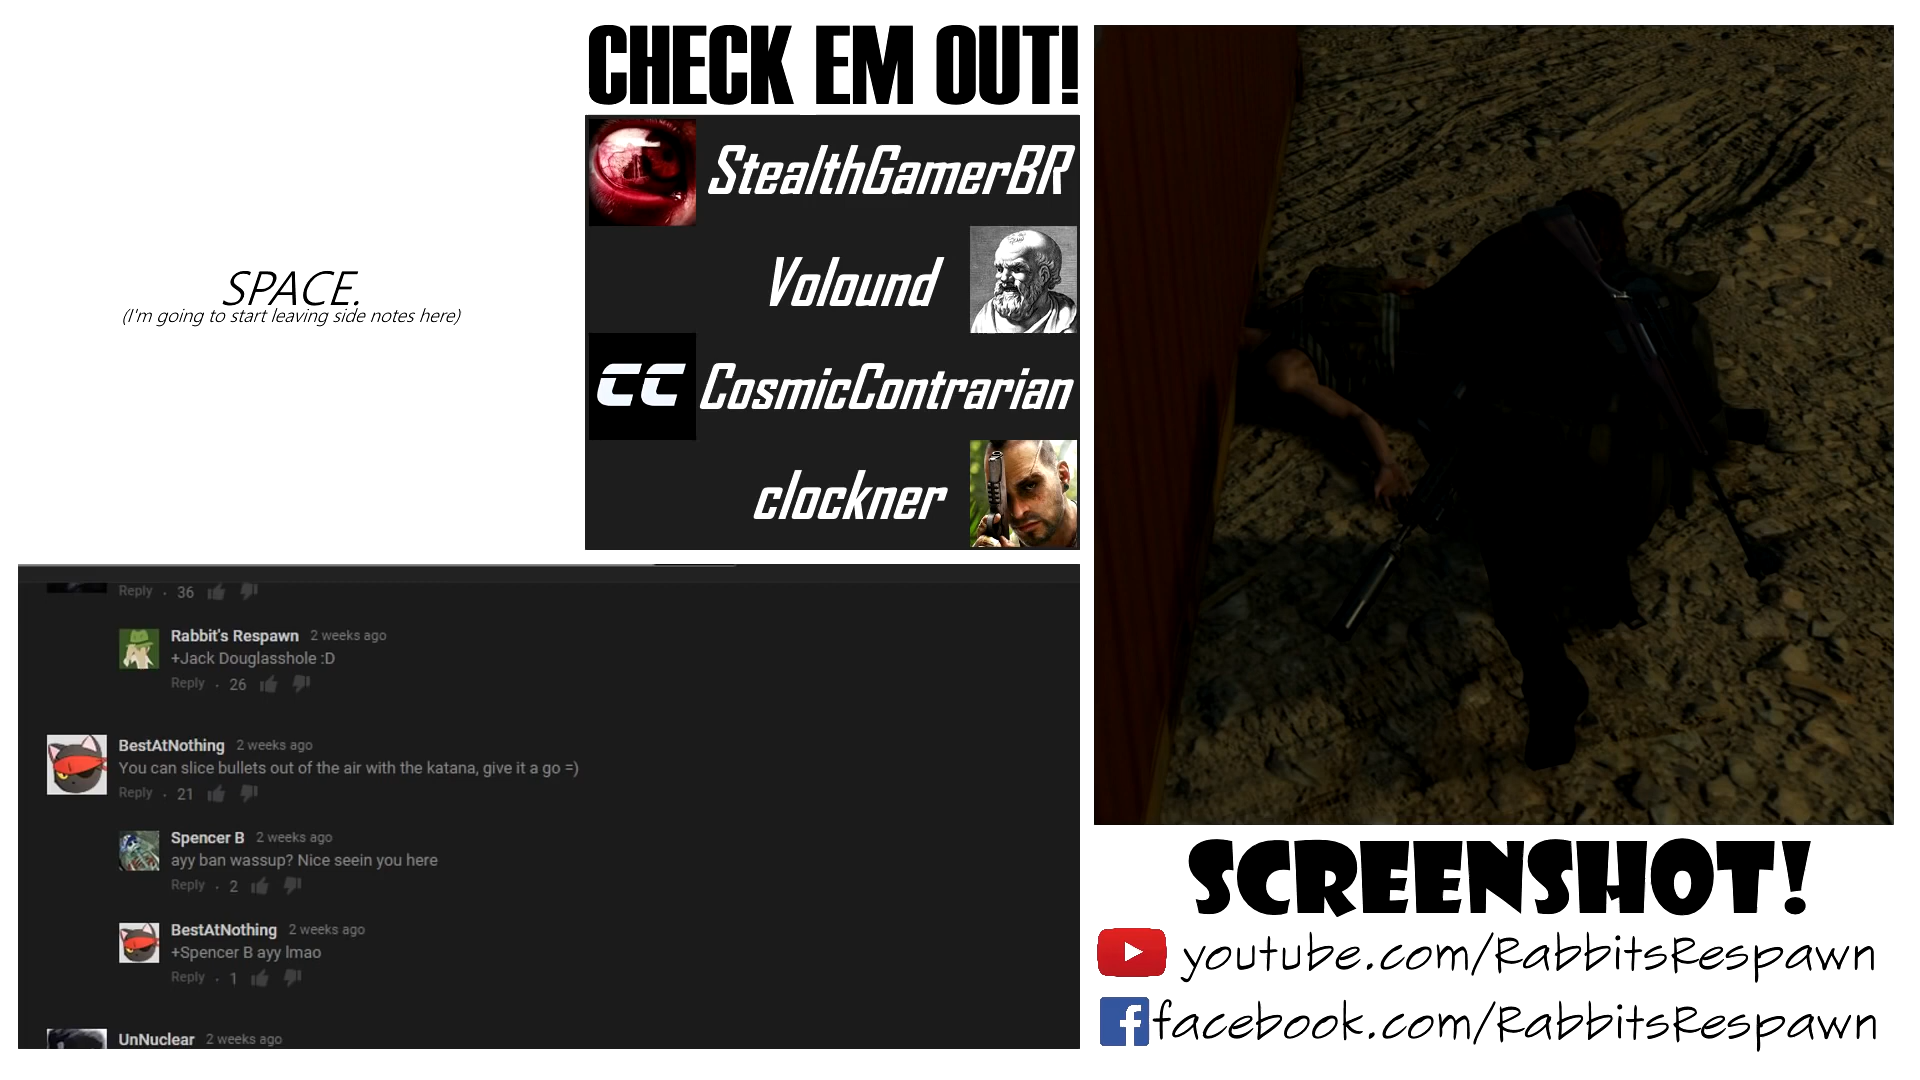 SPACE.
(I'm going to start leaving side notes here)
CHECK EM OUT!
StealthGamerBR
Volound
CC CosmicContrarian
clockner
Reply · 36
Rabbit's Respawn 2 weeks ago
+Jack Douglasshole :D
Reply · 26
BestAtNothing 2 weeks ago
You can slice bullets out of the air with the katana, give it a go =)
Reply · 21
Spencer B 2 weeks ago
ayy ban wassup? Nice seein you here
Reply · 2
BestAtNothing 2 weeks ago
+Spencer B ayy lmao
Reply · 1
UnNuclear 2 weeks ago
SCREENSHOT!
youtube.com/RabbitsRespawn
facebook.com/RabbitsRespawn